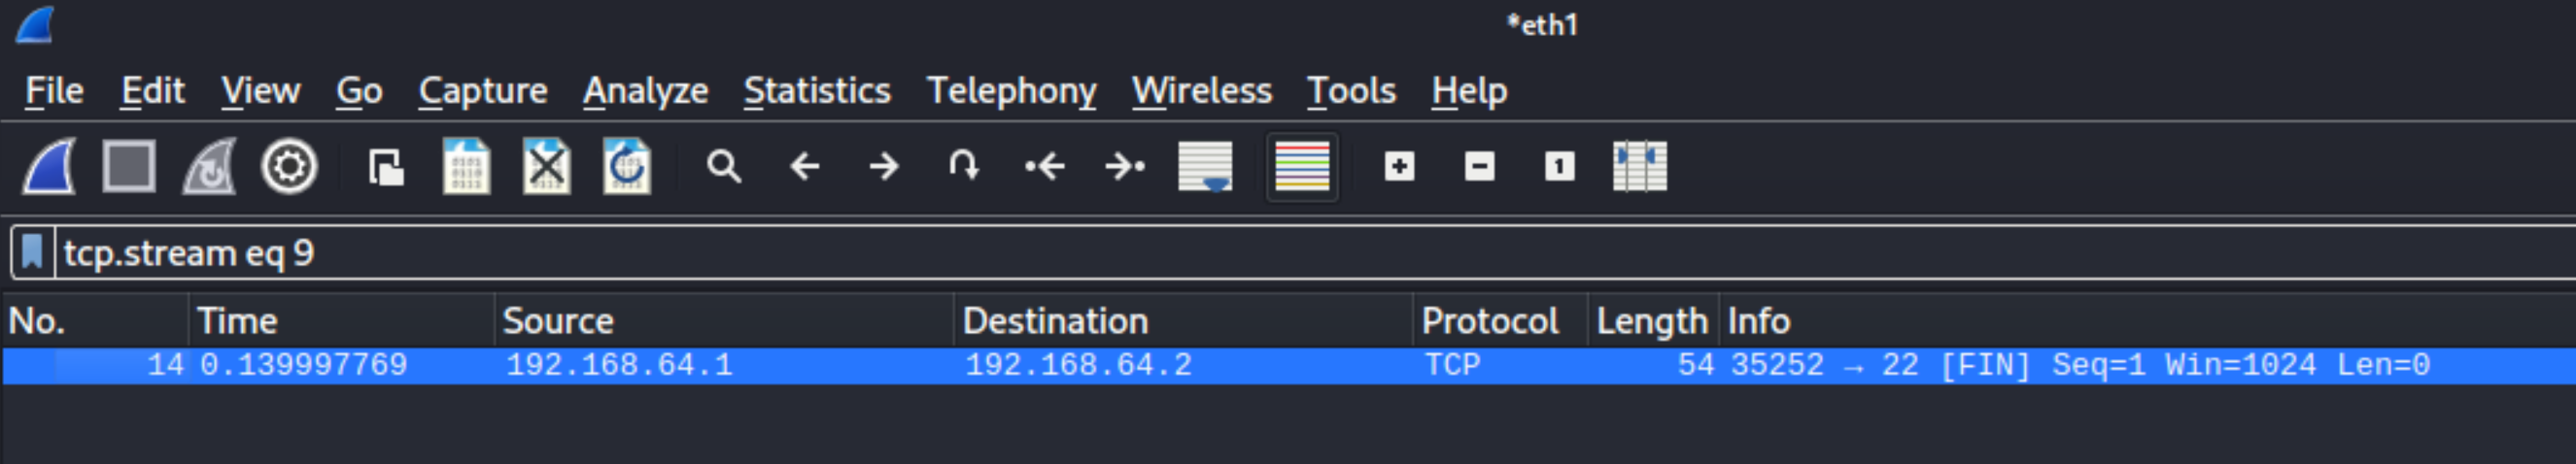 *eth1
File Edit View Go Capture Analyze Statistics Telephony Wireless Tools Help
tcp.stream eq 9
No. Time Source Destination Protocol Length Info
14 0.139997769 192.168.64.1 192.168.64.2 TCP 54 35252 → 22 [FIN] Seq=1 Win=1024 Len=0